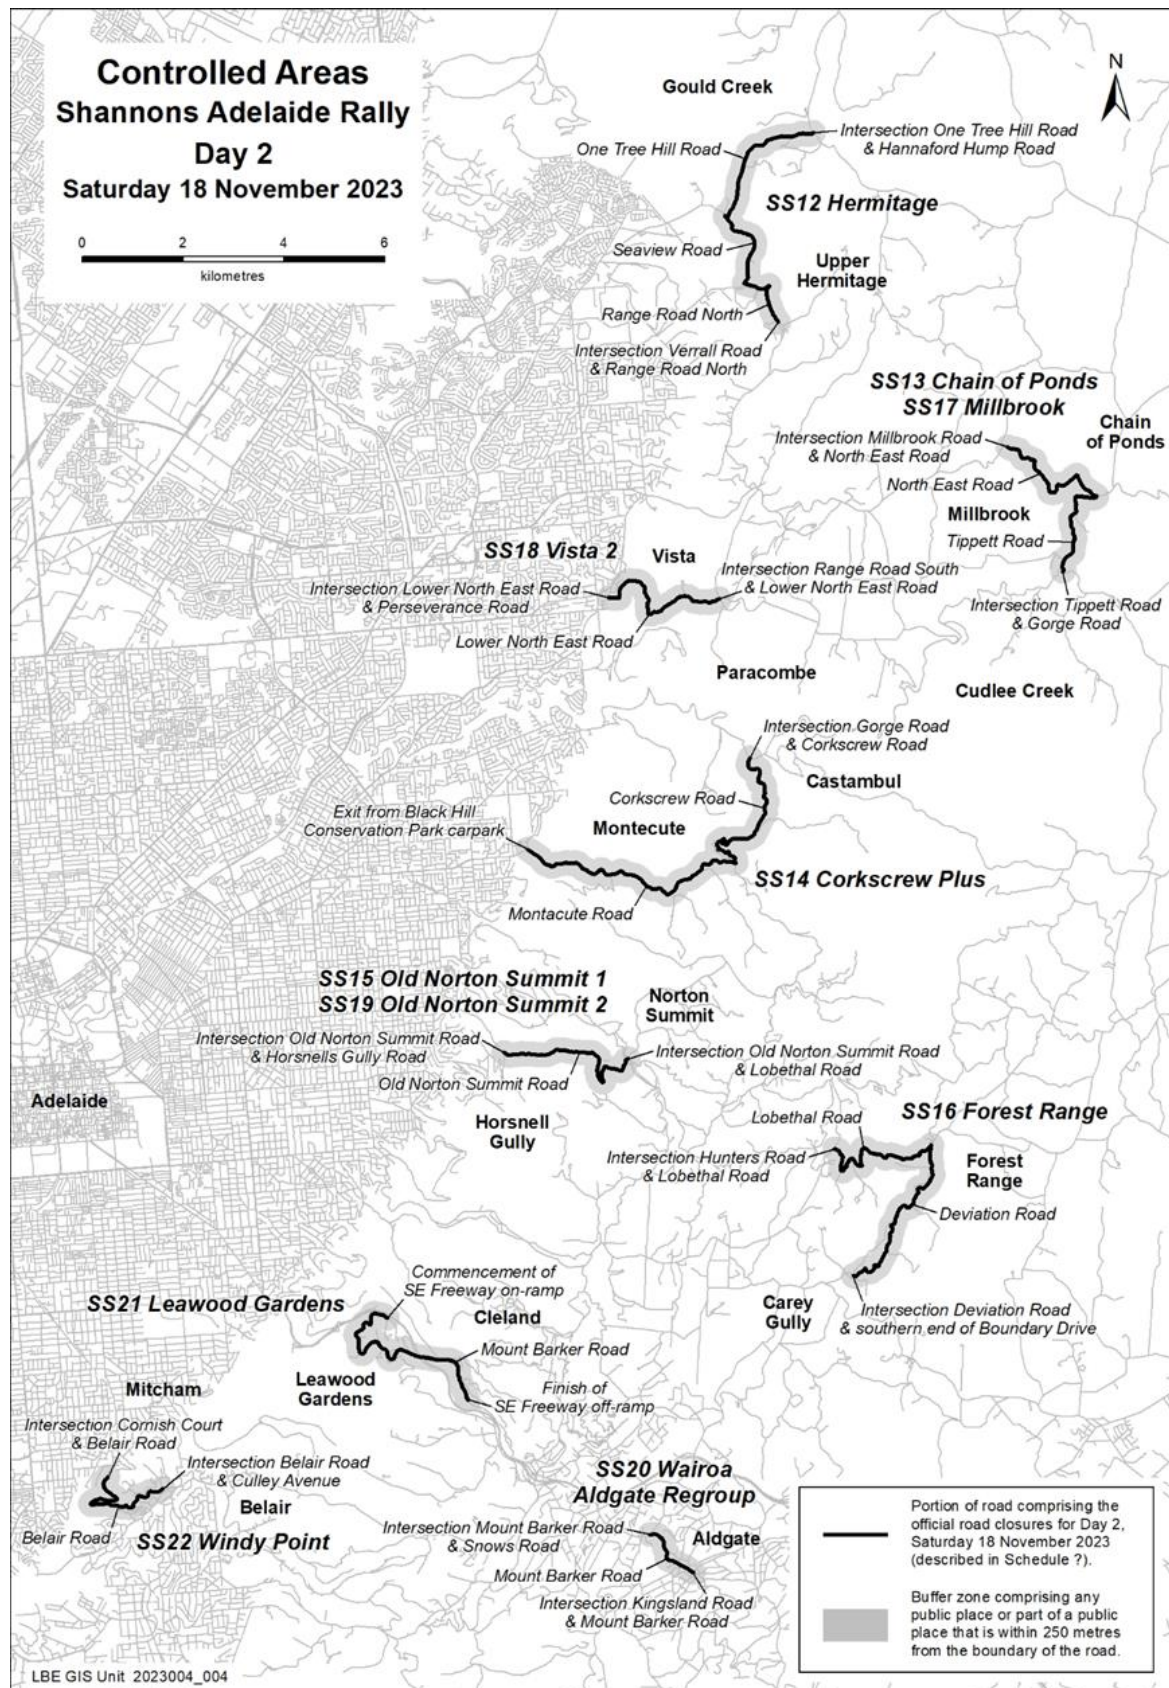 Controlled Areas
Shannons Adelaide Rally
Day 2
Saturday 18 November 2023
0 2 4 6
kilometres
N
Gould Creek
Intersection One Tree Hill Road
& Hannaford Hump Road
One Tree Hill Road
SS12 Hermitage
Seaview Road
Upper
Hermitage
Range Road North
Intersection Verrall Road
& Range Road North
SS13 Chain of Ponds
SS17 Millbrook
Chain
of Ponds
Intersection Millbrook Road
& North East Road
North East Road
Millbrook
Tippett Road
Intersection Tippett Road
& Gorge Road
SS18 Vista 2
Vista
Intersection Range Road South
& Lower North East Road
Intersection Lower North East Road
& Perseverance Road
Lower North East Road
Paracombe
Cudlee Creek
Intersection Gorge Road
& Corkscrew Road
Castambul
Corkscrew Road
Exit from Black Hill
Conservation Park carpark
Montecute
SS14 Corkscrew Plus
Montacute Road
SS15 Old Norton Summit 1
SS19 Old Norton Summit 2
Norton
Summit
Intersection Old Norton Summit Road
& Horsnells Gully Road
Intersection Old Norton Summit Road
& Lobethal Road
Old Norton Summit Road
Adelaide
Horsnell
Gully
Lobethal Road
SS16 Forest Range
Intersection Hunters Road
& Lobethal Road
Forest
Range
Deviation Road
Commencement of
SE Freeway on-ramp
SS21 Leawood Gardens
Cleland
Carey
Gully
Intersection Deviation Road
& southern end of Boundary Drive
Mount Barker Road
Leawood
Gardens
Finish of
SE Freeway off-ramp
Mitcham
Intersection Cornish Court
& Belair Road
Intersection Belair Road
& Culley Avenue
Belair
Belair Road
SS22 Windy Point
SS20 Wairoa
Aldgate Regroup
Intersection Mount Barker Road
& Snows Road
Aldgate
Mount Barker Road
Intersection Kingsland Road
& Mount Barker Road
Portion of road comprising the
official road closures for Day 2,
Saturday 18 November 2023
(described in Schedule ?).
Buffer zone comprising any
public place or part of a public
place that is within 250 metres
from the boundary of the road.
LBE GIS Unit 2023004_004